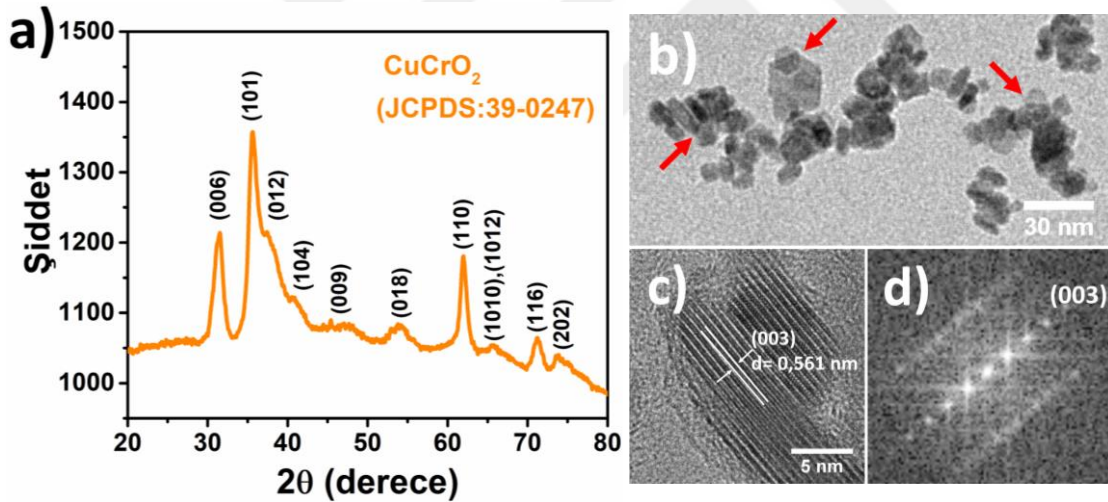 a)
1500
1400
1300
1200
1100
1000
Şiddet
CuCrO₂
(JCPDS:39-0247)
(006)
(101)
(012)
(104)
(009)
(018)
(110)
(1010),(1012)
(116)
(202)
20 30 40 50 60 70 80
2θ (derece)
b)
30 nm
c)
(003)
d= 0,561 nm
5 nm
d)
(003)